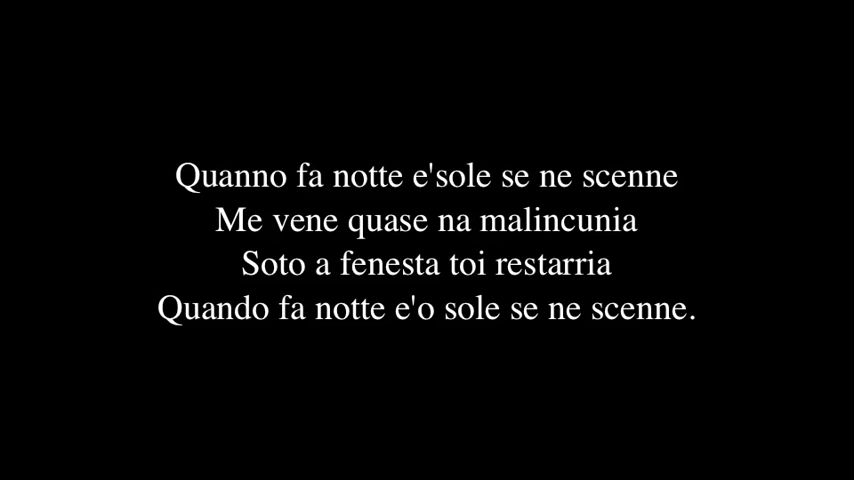 Quanno fa notte e'sole se ne scenne
Me vene quase na malincunia
Soto a fenesta toi restarria
Quando fa notte e'o sole se ne scenne.